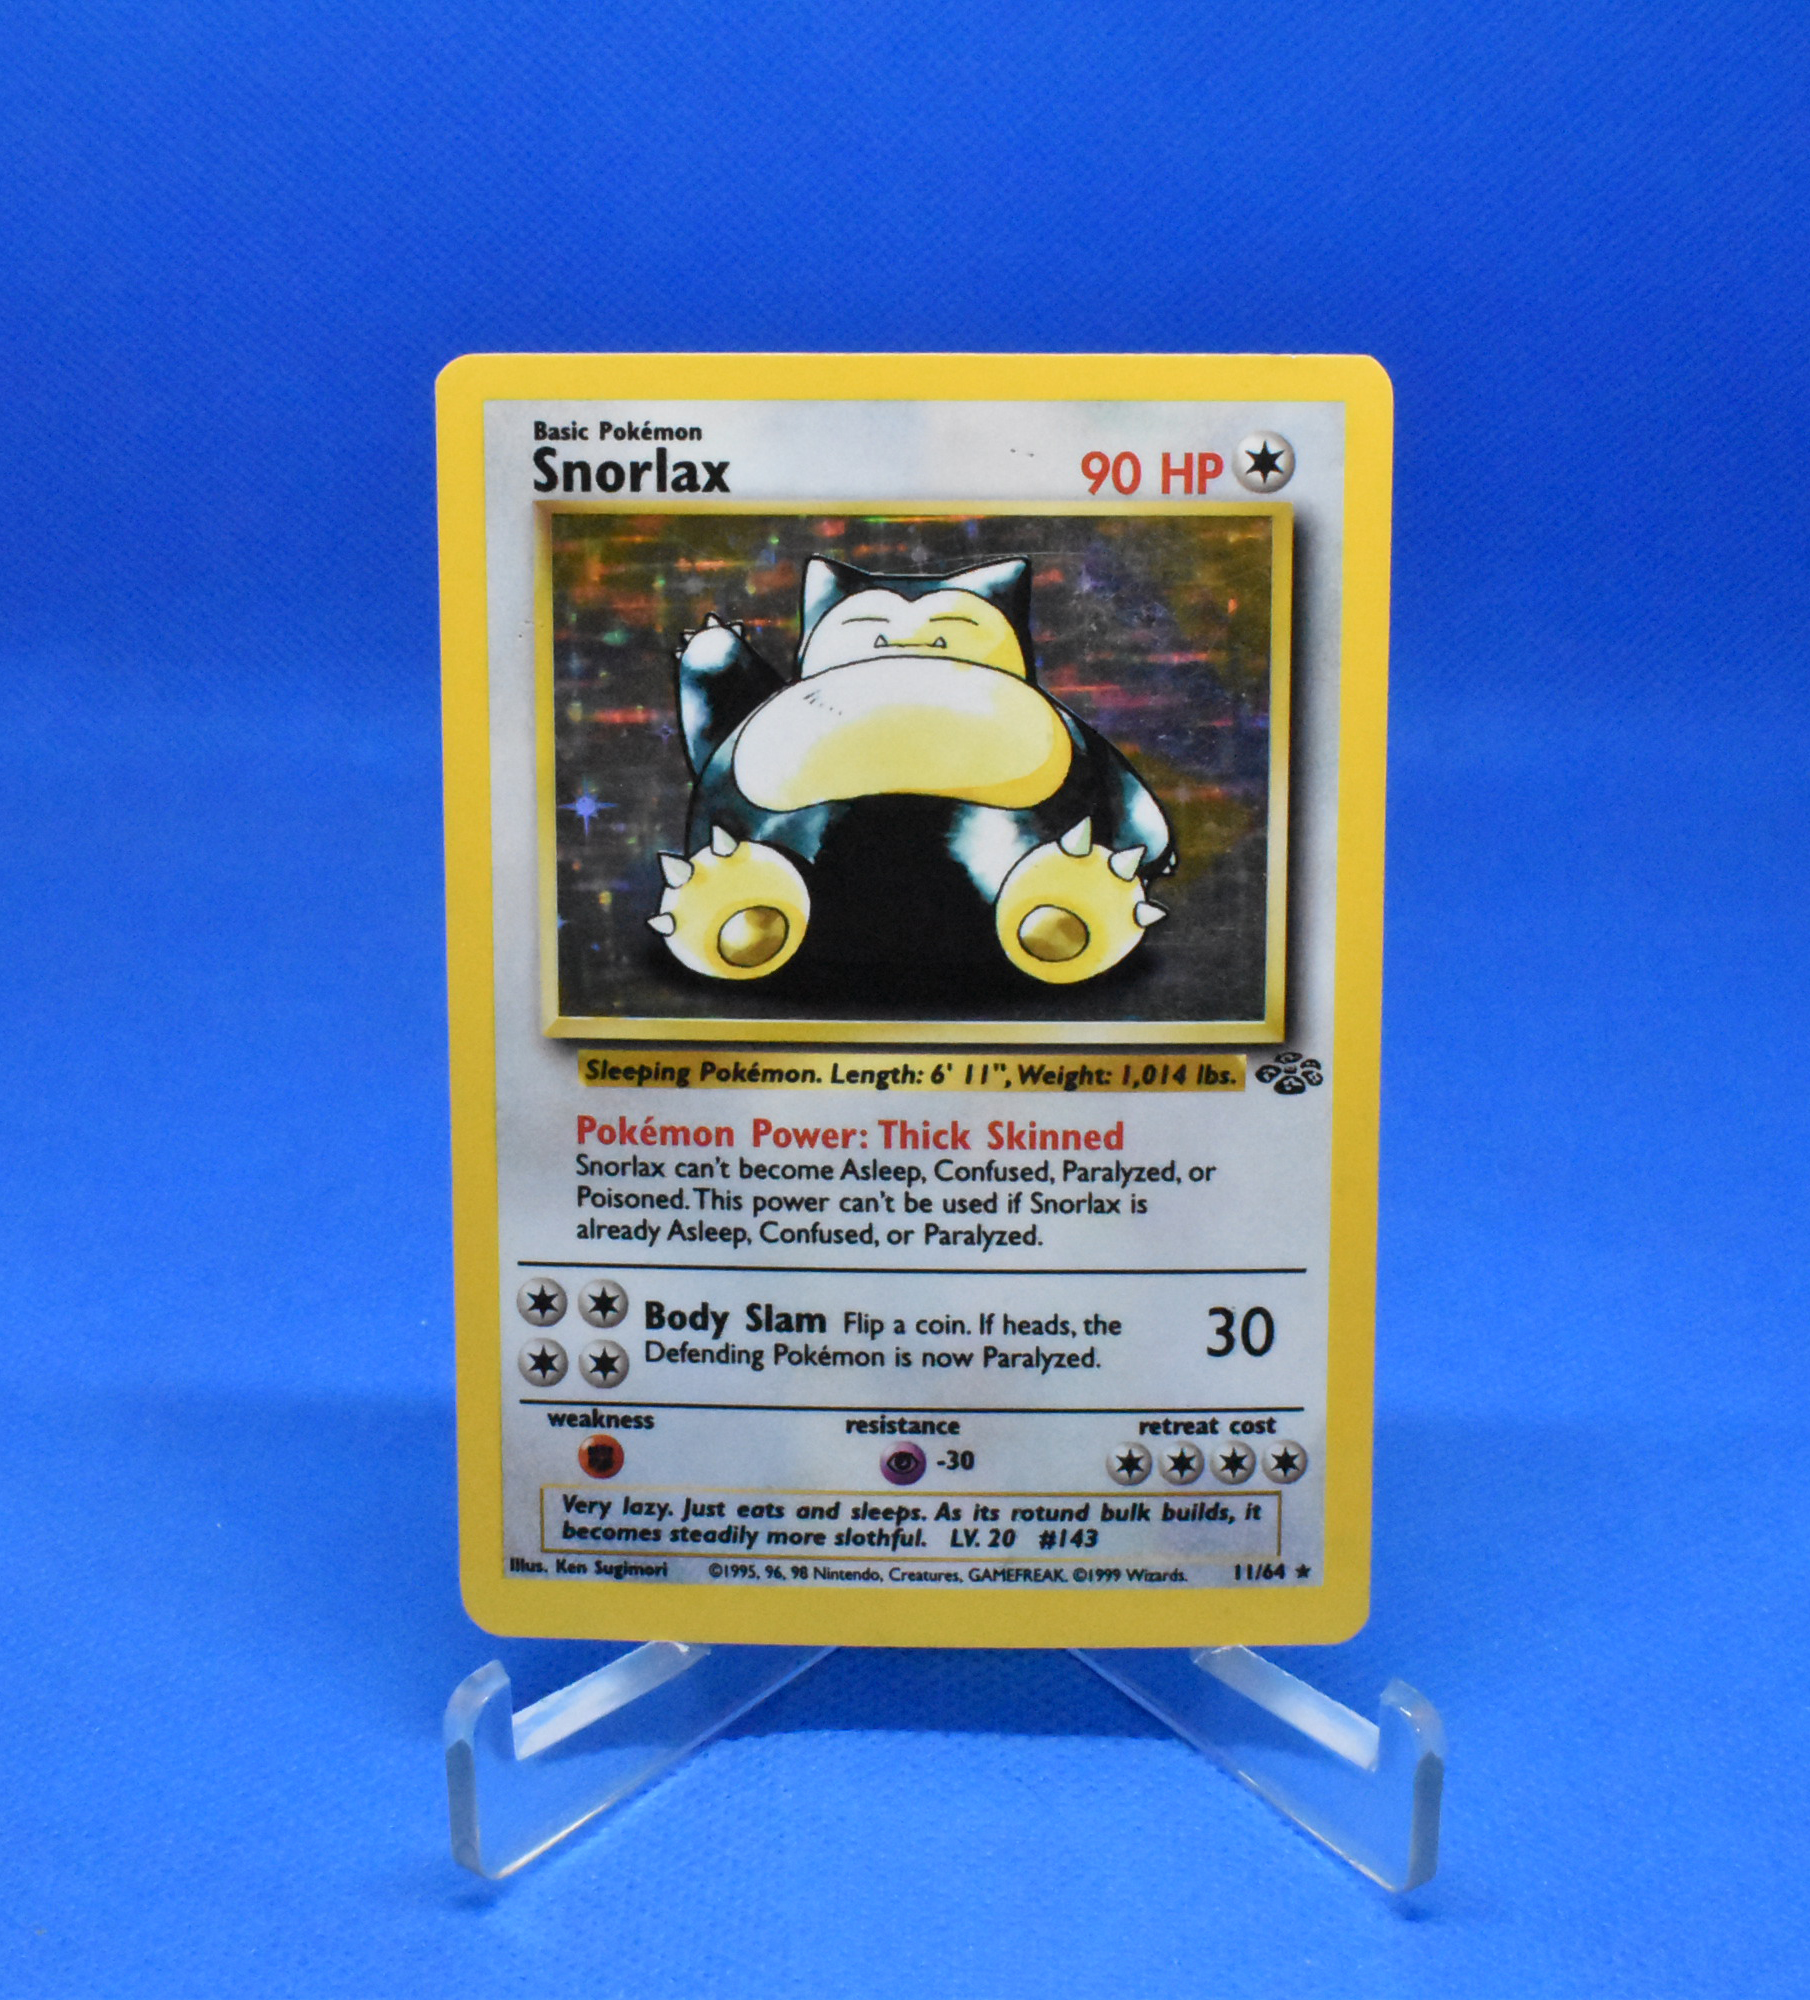 Basic Pokémon
Snorlax
90 HP
Sleeping Pokémon. Length: 6' 11", Weight: 1,014 lbs.
Pokémon Power: Thick Skinned
Snorlax can't become Asleep, Confused, Paralyzed, or
Poisoned. This power can't be used if Snorlax is
already Asleep, Confused, or Paralyzed.
Body Slam Flip a coin. If heads, the
Defending Pokémon is now Paralyzed.
30
weakness
resistance
retreat cost
-30
Very lazy. Just eats and sleeps. As its rotund bulk builds, it
becomes steadily more slothful. LV. 20 #143
Illus. Ken Sugimori ©1995, 96, 98 Nintendo, Creatures, GAMEFREAK. ©1999 Wizards. 11/64 ★